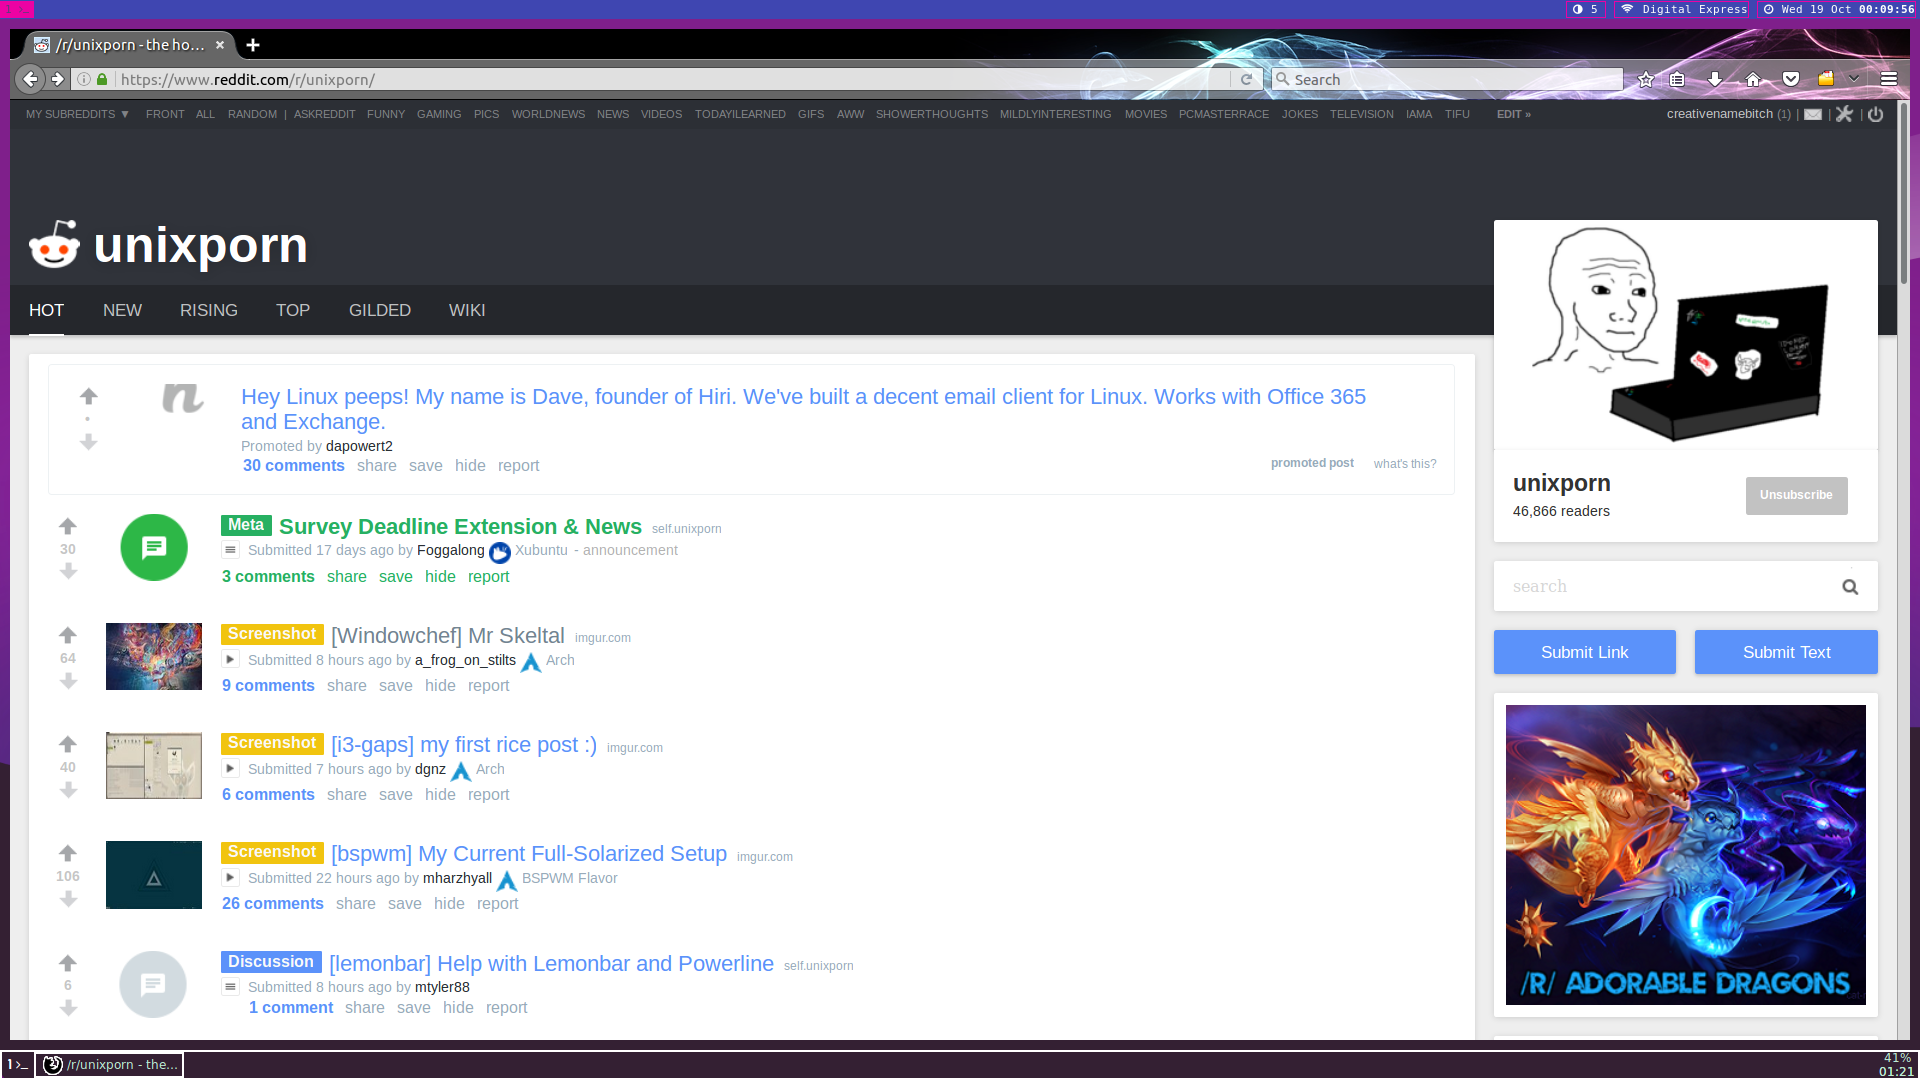 1 >_
5
Digital Express
Wed 19 Oct 00:09:56
/r/unixporn - the ho...
https://www.reddit.com/r/unixporn/
Search
MY SUBREDDITS ▼ FRONT ALL RANDOM | ASKREDDIT FUNNY GAMING PICS WORLDNEWS NEWS VIDEOS TODAYILEARNED GIFS AWW SHOWERTHOUGHTS MILDLYINTERESTING MOVIES PCMASTERRACE JOKES TELEVISION IAMA TIFU EDIT »
creativenamebitch (1) | | |
unixporn
HOT NEW RISING TOP GILDED WIKI
n
Hey Linux peeps! My name is Dave, founder of Hiri. We've built a decent email client for Linux. Works with Office 365
and Exchange.
Promoted by dapowert2
30 comments share save hide report
promoted post what's this?
30
Meta Survey Deadline Extension & News self.unixporn
Submitted 17 days ago by Foggalong Xubuntu - announcement
3 comments share save hide report
64
Screenshot [Windowchef] Mr Skeltal imgur.com
Submitted 8 hours ago by a_frog_on_stilts Arch
9 comments share save hide report
40
Screenshot [i3-gaps] my first rice post :) imgur.com
Submitted 7 hours ago by dgnz Arch
6 comments share save hide report
106
Screenshot [bspwm] My Current Full-Solarized Setup imgur.com
Submitted 22 hours ago by mharzhyall BSPWM Flavor
26 comments share save hide report
6
Discussion [lemonbar] Help with Lemonbar and Powerline self.unixporn
Submitted 8 hours ago by mtyler88
1 comment share save hide report
unixporn
46,866 readers
Unsubscribe
search
Submit Link
Submit Text
/R/ ADORABLE DRAGONS
1 >_
/r/unixporn - the...
41%
01:21